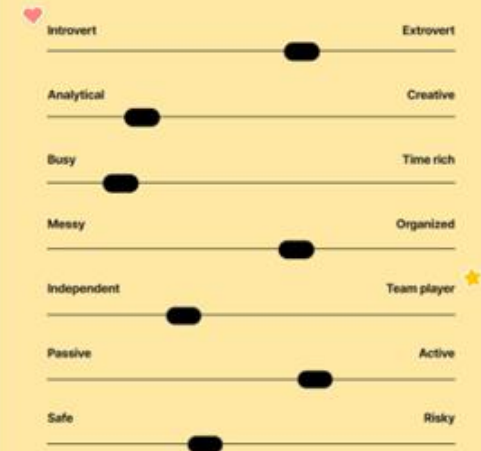 Introvert Extrovert
Analytical Creative
Busy Time rich
Messy Organized
Independent Team player
Passive Active
Safe Risky